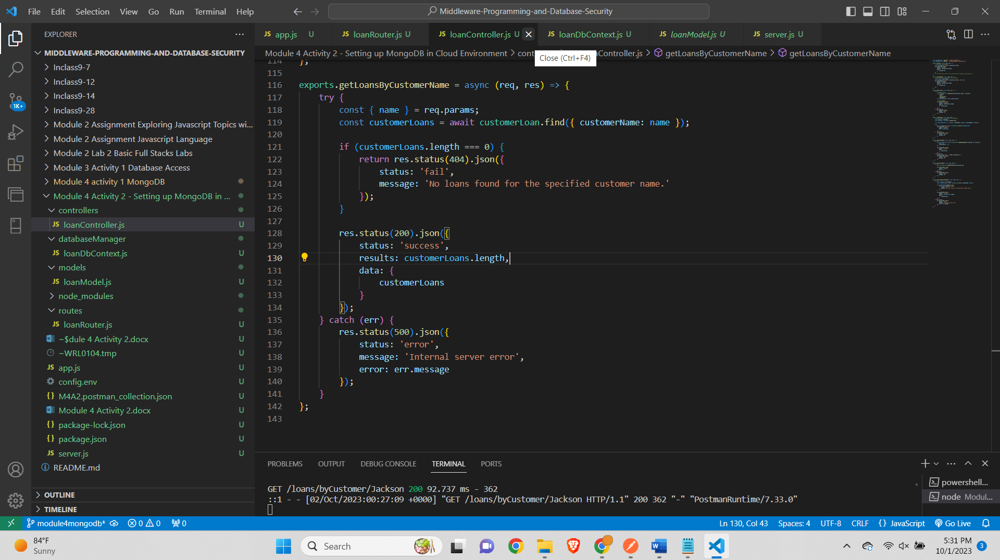 File Edit Selection View Go Run Terminal Help
Middleware-Programming-and-Database-Security
EXPLORER
JS app.js U
JS loanRouter.js U
JS loanController.js U
JS loanDbContext.js U
JS loanModel.js U
JS server.js U
Module 4 Activity 2 - Setting up MongoDB in Cloud Environment > cont nController.js > getLoansByCustomerName > getLoansByCustomerName
Close (Ctrl+F4)
MIDDLEWARE-PROGRAMMING-AND-DATABASE-SECURITY
Inclass9-7
Inclass9-12
Inclass9-14
Inclass9-28
Module 2 Assignment Exploring Javascript Topics wi...
Module 2 Assignment Javascript Language
Module 2 Lab 2 Basic Full Stacks Labs
Module 3 Activity 1 Database Access
Module 4 activity 1 MongoDB
Module 4 Activity 2 - Setting up MongoDB in ...
controllers
JS loanController.js U
databaseManager
JS loanDbContext.js U
models
JS loanModel.js U
node_modules
routes
JS loanRouter.js U
~$dule 4 Activity 2.docx U
~WRL0104.tmp U
JS app.js U
config.env U
{} M4A2.postman_collection.json U
Module 4 Activity 2.docx U
{} package-lock.json U
{} package.json U
JS server.js U
README.md
OUTLINE
TIMELINE
1K+
114 };
115
116 exports.getLoansByCustomerName = async (req, res) => {
117 try {
118 const { name } = req.params;
119 const customerLoans = await customerLoan.find({ customerName: name });
120
121 if (customerLoans.length === 0) {
122 return res.status(404).json({
123 status: 'fail',
124 message: 'No loans found for the specified customer name.'
125 });
126 }
127
128 res.status(200).json({
129 status: 'success',
130 results: customerLoans.length,
131 data: {
132 customerLoans
133 }
134 });
135 } catch (err) {
136 res.status(500).json({
137 status: 'error',
138 message: 'Internal server error',
139 error: err.message
140 });
141 }
142 };
143
PROBLEMS OUTPUT DEBUG CONSOLE TERMINAL PORTS
GET /loans/byCustomer/Jackson 200 92.737 ms - 362
::1 - - [02/Oct/2023:00:27:09 +0000] "GET /loans/byCustomer/Jackson HTTP/1.1" 200 362 "-" "PostmanRuntime/7.33.0"
powershell...
node Modul...
module4mongodb* 0 0 0
Ln 130, Col 43 Spaces: 4 UTF-8 CRLF {} JavaScript Go Live
84°F
Sunny
Search
5:31 PM
10/1/2023
3